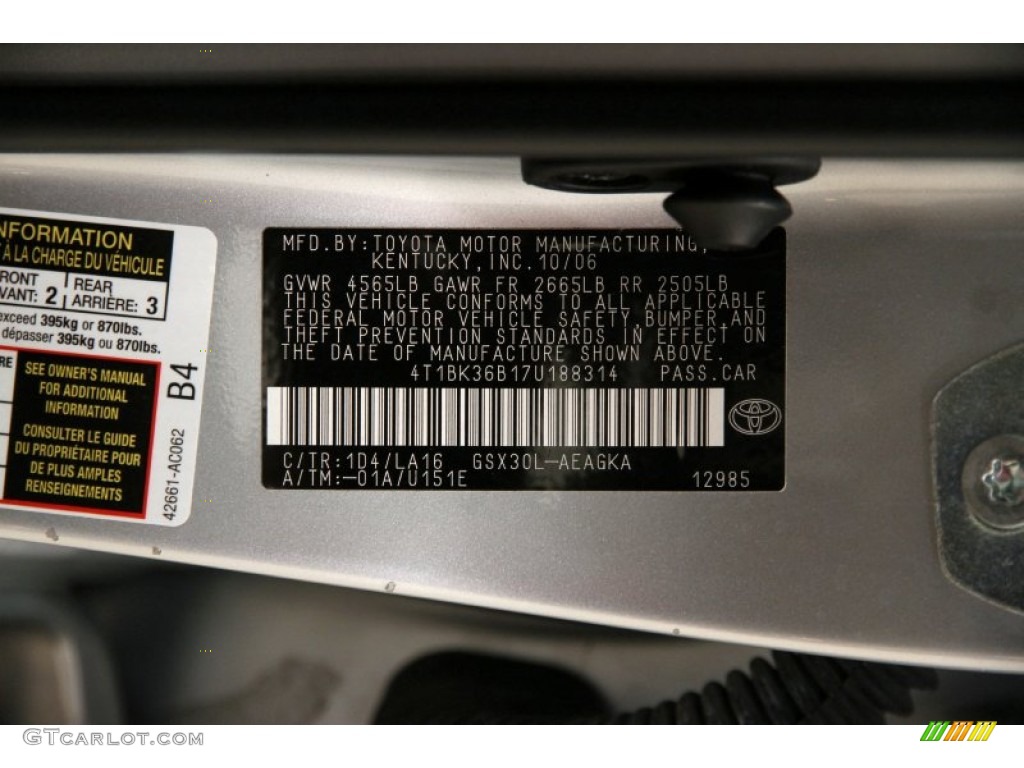 NFORMATION
À LA CHARGE DU VÉHICULE
RONT
VANT: 2
REAR
ARRIÈRE: 3
exceed 395kg or 870lbs.
dépasser 395kg ou 870lbs.
RE
SEE OWNER'S MANUAL
FOR ADDITIONAL
INFORMATION
CONSULTER LE GUIDE
DU PROPRIÉTAIRE POUR
DE PLUS AMPLES
RENSEIGNEMENTS
B4
42661-AC062
MFD.BY:TOYOTA MOTOR MANUFACTURING,
KENTUCKY,INC.10/06
GVWR 4565LB GAWR FR 2665LB RR 2505LB
THIS VEHICLE CONFORMS TO ALL APPLICABLE
FEDERAL MOTOR VEHICLE SAFETY,BUMPER,AND
THEFT PREVENTION STANDARDS IN EFFECT ON
THE DATE OF MANUFACTURE SHOWN ABOVE.
4T1BK36B17U188314 PASS.CAR
C/TR:1D4/LA16 GSX30L-AEAGKA
A/TM:-01A/U151E 12985
GTcarlot.com